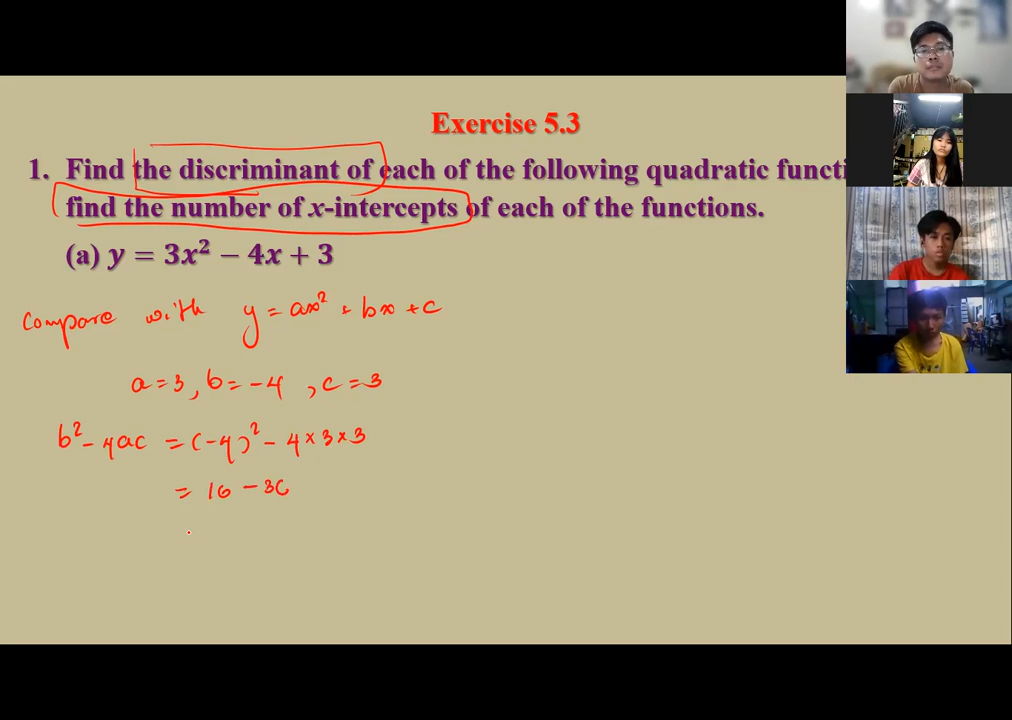 Exercise 5.3
1. Find the discriminant of each of the following quadratic functi
find the number of x-intercepts of each of the functions.
(a) y = 3x² − 4x + 3
Compare with y = ax² + bx + c
a = 3, b = -4, c = 3
b² - 4ac = (-4)² - 4 × 3 × 3
= 16 - 36